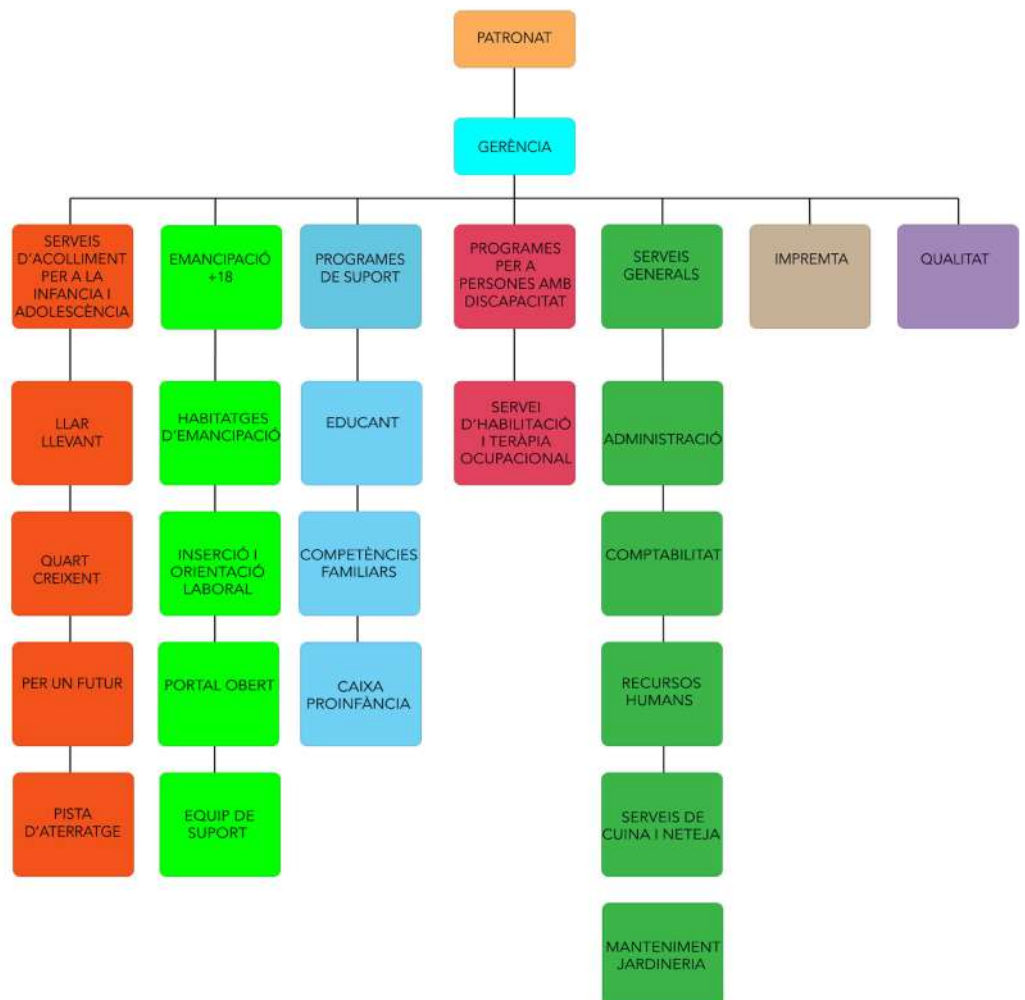 PATRONAT
GERÈNCIA
SERVEIS
D'ACOLLIMENT
PER A LA
INFANCIA I
ADOLESCÈNCIA
EMANCIPACIÓ
+18
PROGRAMES
DE SUPORT
PROGRAMES
PER A
PERSONES AMB
DISCAPACITAT
SERVEIS
GENERALS
IMPREMTA
QUALITAT
LLAR
LLEVANT
HABITATGES
D'EMANCIPACIÓ
EDUCANT
SERVEI
D'HABILITACIÓ
I TERÀPIA
OCUPACIONAL
ADMINISTRACIÓ
QUART
CREIXENT
INSERCIÓ I
ORIENTACIÓ
LABORAL
COMPETÈNCIES
FAMILIARS
COMPTABILITAT
PER UN FUTUR
PORTAL OBERT
CAIXA
PROINFÀNCIA
RECURSOS
HUMANS
PISTA
D'ATERRATGE
EQUIP DE
SUPORT
SERVEIS DE
CUINA I NETEJA
MANTENIMENT
JARDINERIA